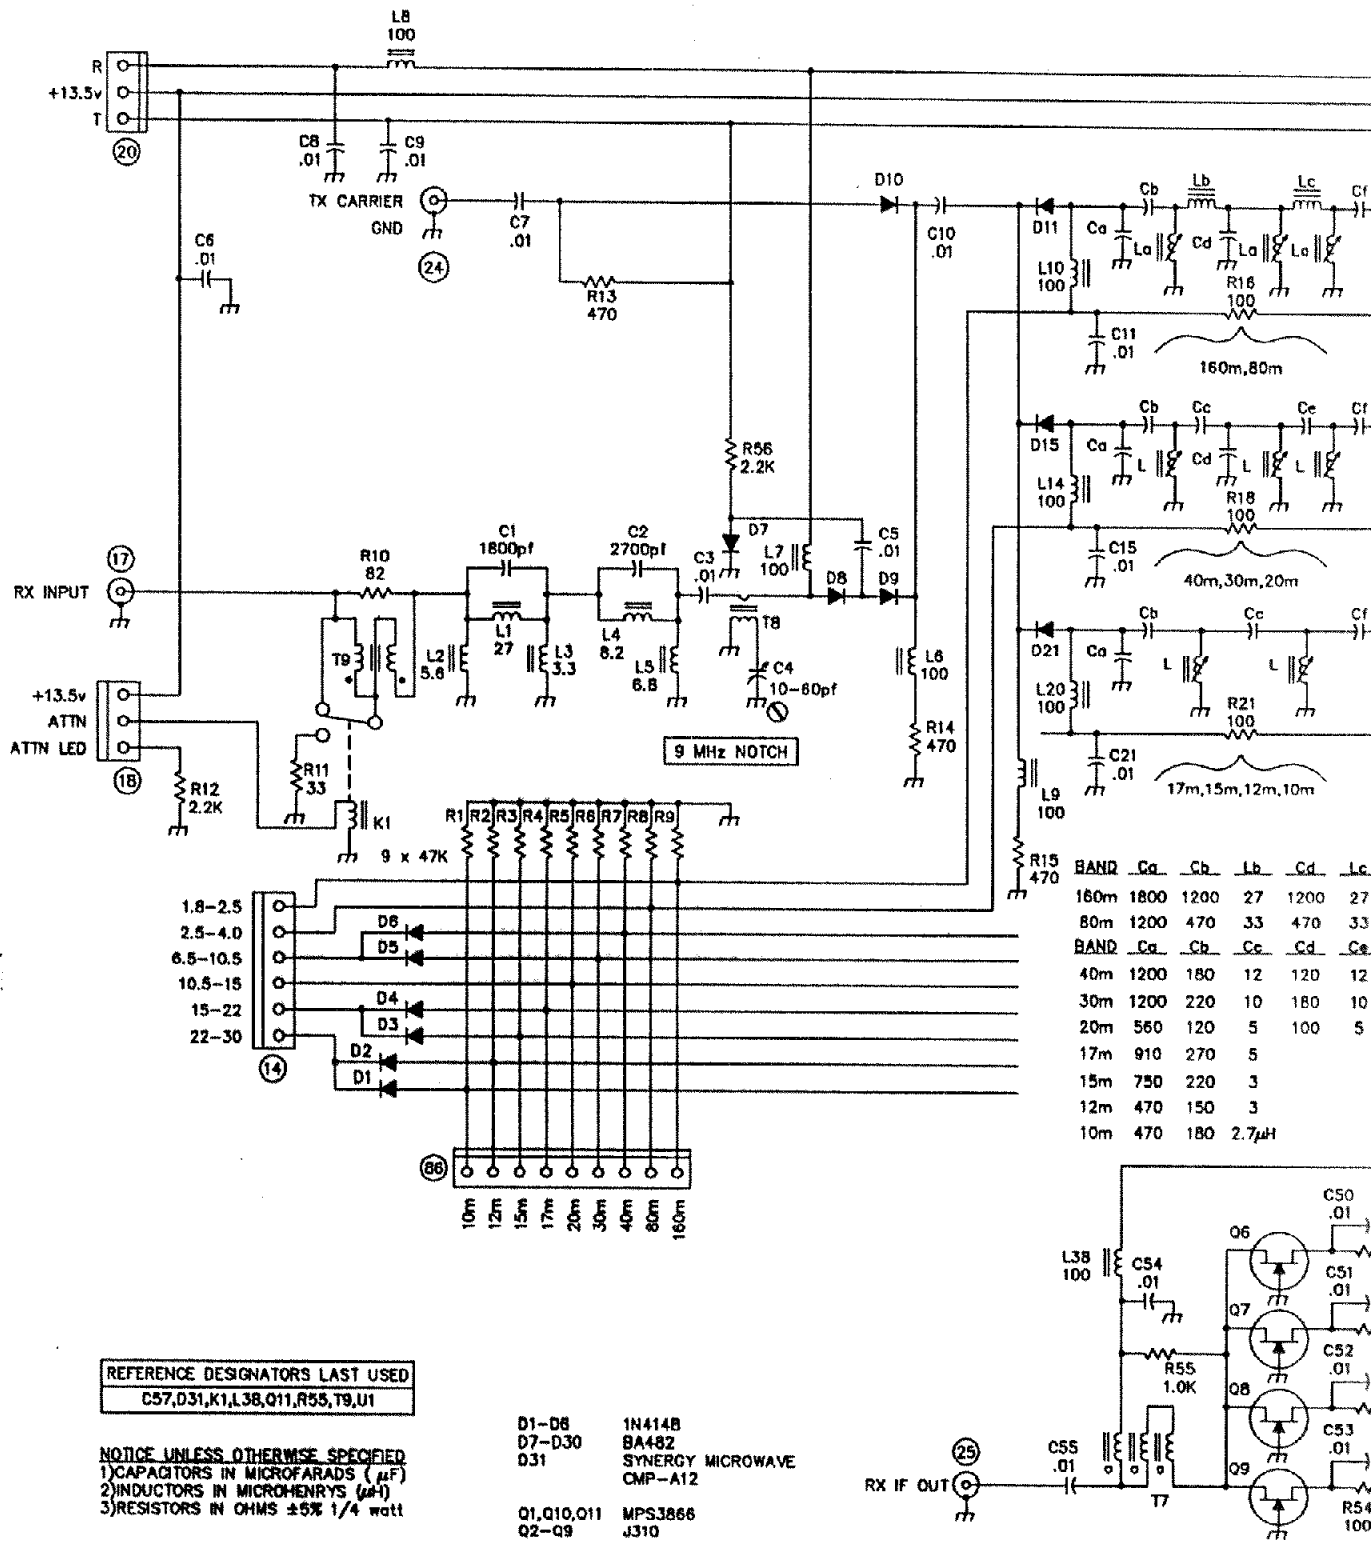 L8
100
R
+13.5v
T
20
C8
.01
C9
.01
TX CARRIER
GND
24
C7
.01
R13
470
C6
.01
D10
C10
.01
D11
Ca
Cb
Lb
Lc
Cf
La
Cd
La
La
L10
100
R16
100
C11
.01
160m,80m
R56
2.2K
D15
Ca
Cb
Cc
Ce
Cf
L
Cd
L
L
L14
100
R18
100
C15
.01
40m,30m,20m
17
RX INPUT
R10
82
C1
1800pf
C2
2700pf
C3
.01
D7
L7
100
C5
.01
D8
D9
T8
T9
L2
5.6
L1
27
L3
3.3
L4
8.2
L5
6.8
C4
10-60pf
L6
100
R14
470
9 MHz NOTCH
D21
Ca
Cb
Cc
Cf
L
L
L20
100
R21
100
C21
.01
17m,15m,12m,10m
L9
100
R15
470
+13.5v
ATTN
ATTN LED
18
R12
2.2K
R11
33
K1
R1 R2 R3 R4 R5 R6 R7 R8 R9
9 x 47K
1.8-2.5
2.5-4.0
6.5-10.5
10.5-15
15-22
22-30
14
D6
D5
D4
D3
D2
D1
86
10m 12m 15m 17m 20m 30m 40m 80m 160m
BAND Ca Cb Lb Cd Lc
160m 1800 1200 27 1200 27
80m 1200 470 33 470 33
BAND Ca Cb Cc Cd Ce
40m 1200 180 12 120 12
30m 1200 220 10 180 10
20m 560 120 5 100 5
17m 910 270 5
15m 750 220 3
12m 470 150 3
10m 470 180 2.7μH
L38
100
C54
.01
R55
1.0K
Q6
Q7
Q8
Q9
C50
.01
C51
.01
C52
.01
C53
.01
R54
100
25
RX IF OUT
C55
.01
T7
REFERENCE DESIGNATORS LAST USED
C57,D31,K1,L38,Q11,R55,T9,U1
NOTICE UNLESS OTHERWISE SPECIFIED
1)CAPACITORS IN MICROFARADS (μF)
2)INDUCTORS IN MICROHENRYS (μH)
3)RESISTORS IN OHMS ±5% 1/4 watt
D1-D6 1N4148
D7-D30 BA482
D31 SYNERGY MICROWAVE
CMP-A12
Q1,Q10,Q11 MPS3866
Q2-Q9 J310